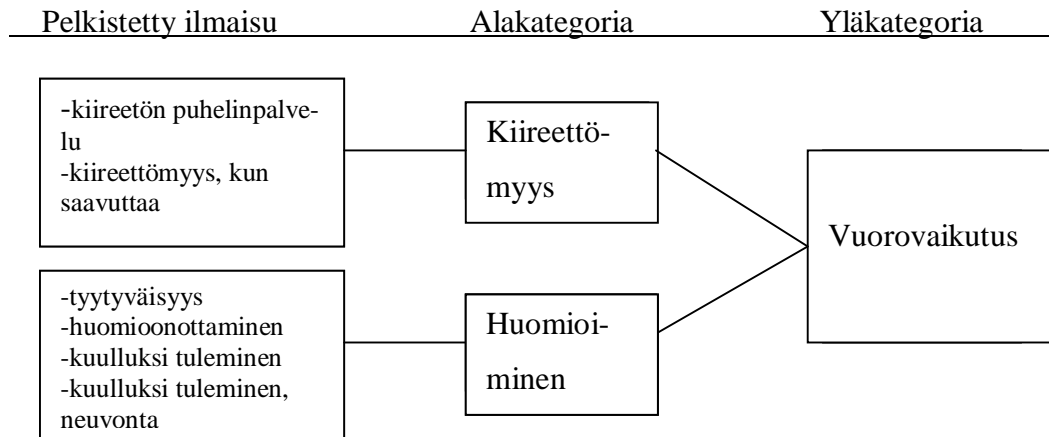 Pelkistetty ilmaisu Alakategoria Yläkategoria
-kiireetön puhelinpalve-
lu
-kiireettömyys, kun
saavuttaa
Kiireettö-
myys
-tyytyväisyys
-huomioonottaminen
-kuulluksi tuleminen
-kuulluksi tuleminen,
neuvonta
Huomioi-
minen
Vuorovaikutus